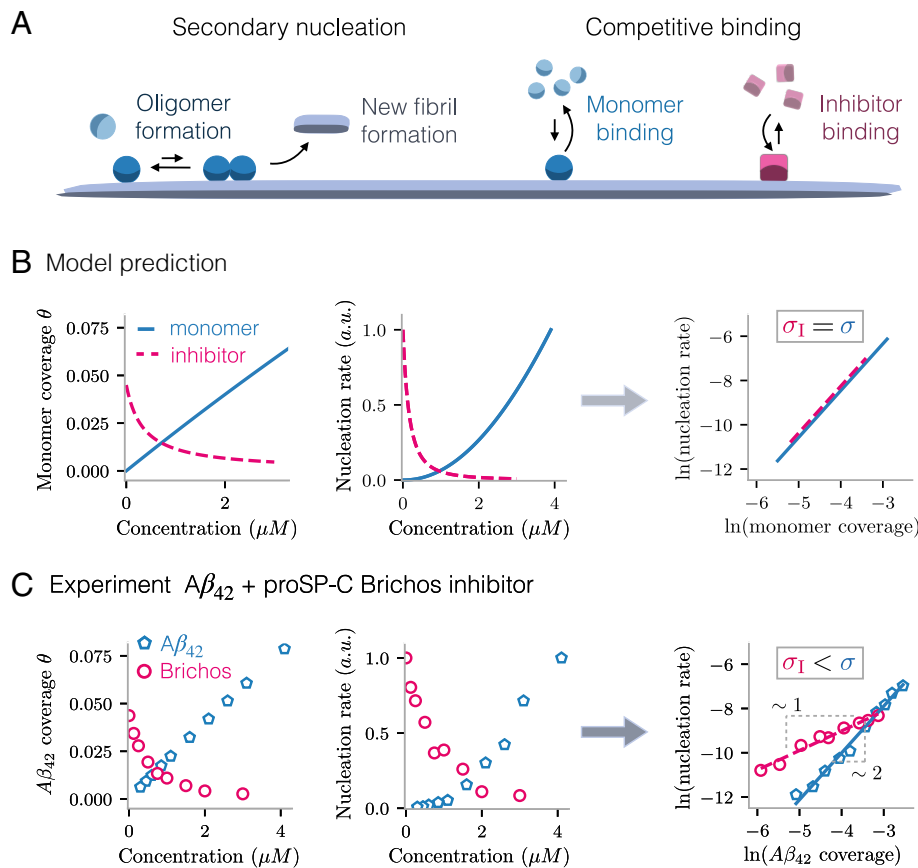 A
Secondary nucleation
Competitive binding
Oligomer
formation
New fibril
formation
Monomer
binding
Inhibitor
binding
B Model prediction
Monomer coverage θ
0.075
0.050
0.025
0.000
monomer
inhibitor
2
Concentration (μM)
Nucleation rate (a.u.)
1.0
0.5
0.0
0
2
4
Concentration (μM)
ln(nucleation rate)
−6
−8
−10
−12
σI = σ
−6
−5
−4
−3
ln(monomer coverage)
C Experiment Aβ42 + proSP-C Brichos inhibitor
Aβ42 coverage θ
0.075
0.050
0.025
0.000
Aβ42
Brichos
0
2
4
Concentration (μM)
Nucleation rate (a.u.)
1.0
0.5
0.0
0
2
4
Concentration (μM)
ln(nucleation rate)
−6
−8
−10
−12
σI < σ
~ 1
~ 2
−6
−5
−4
−3
ln(Aβ42 coverage)